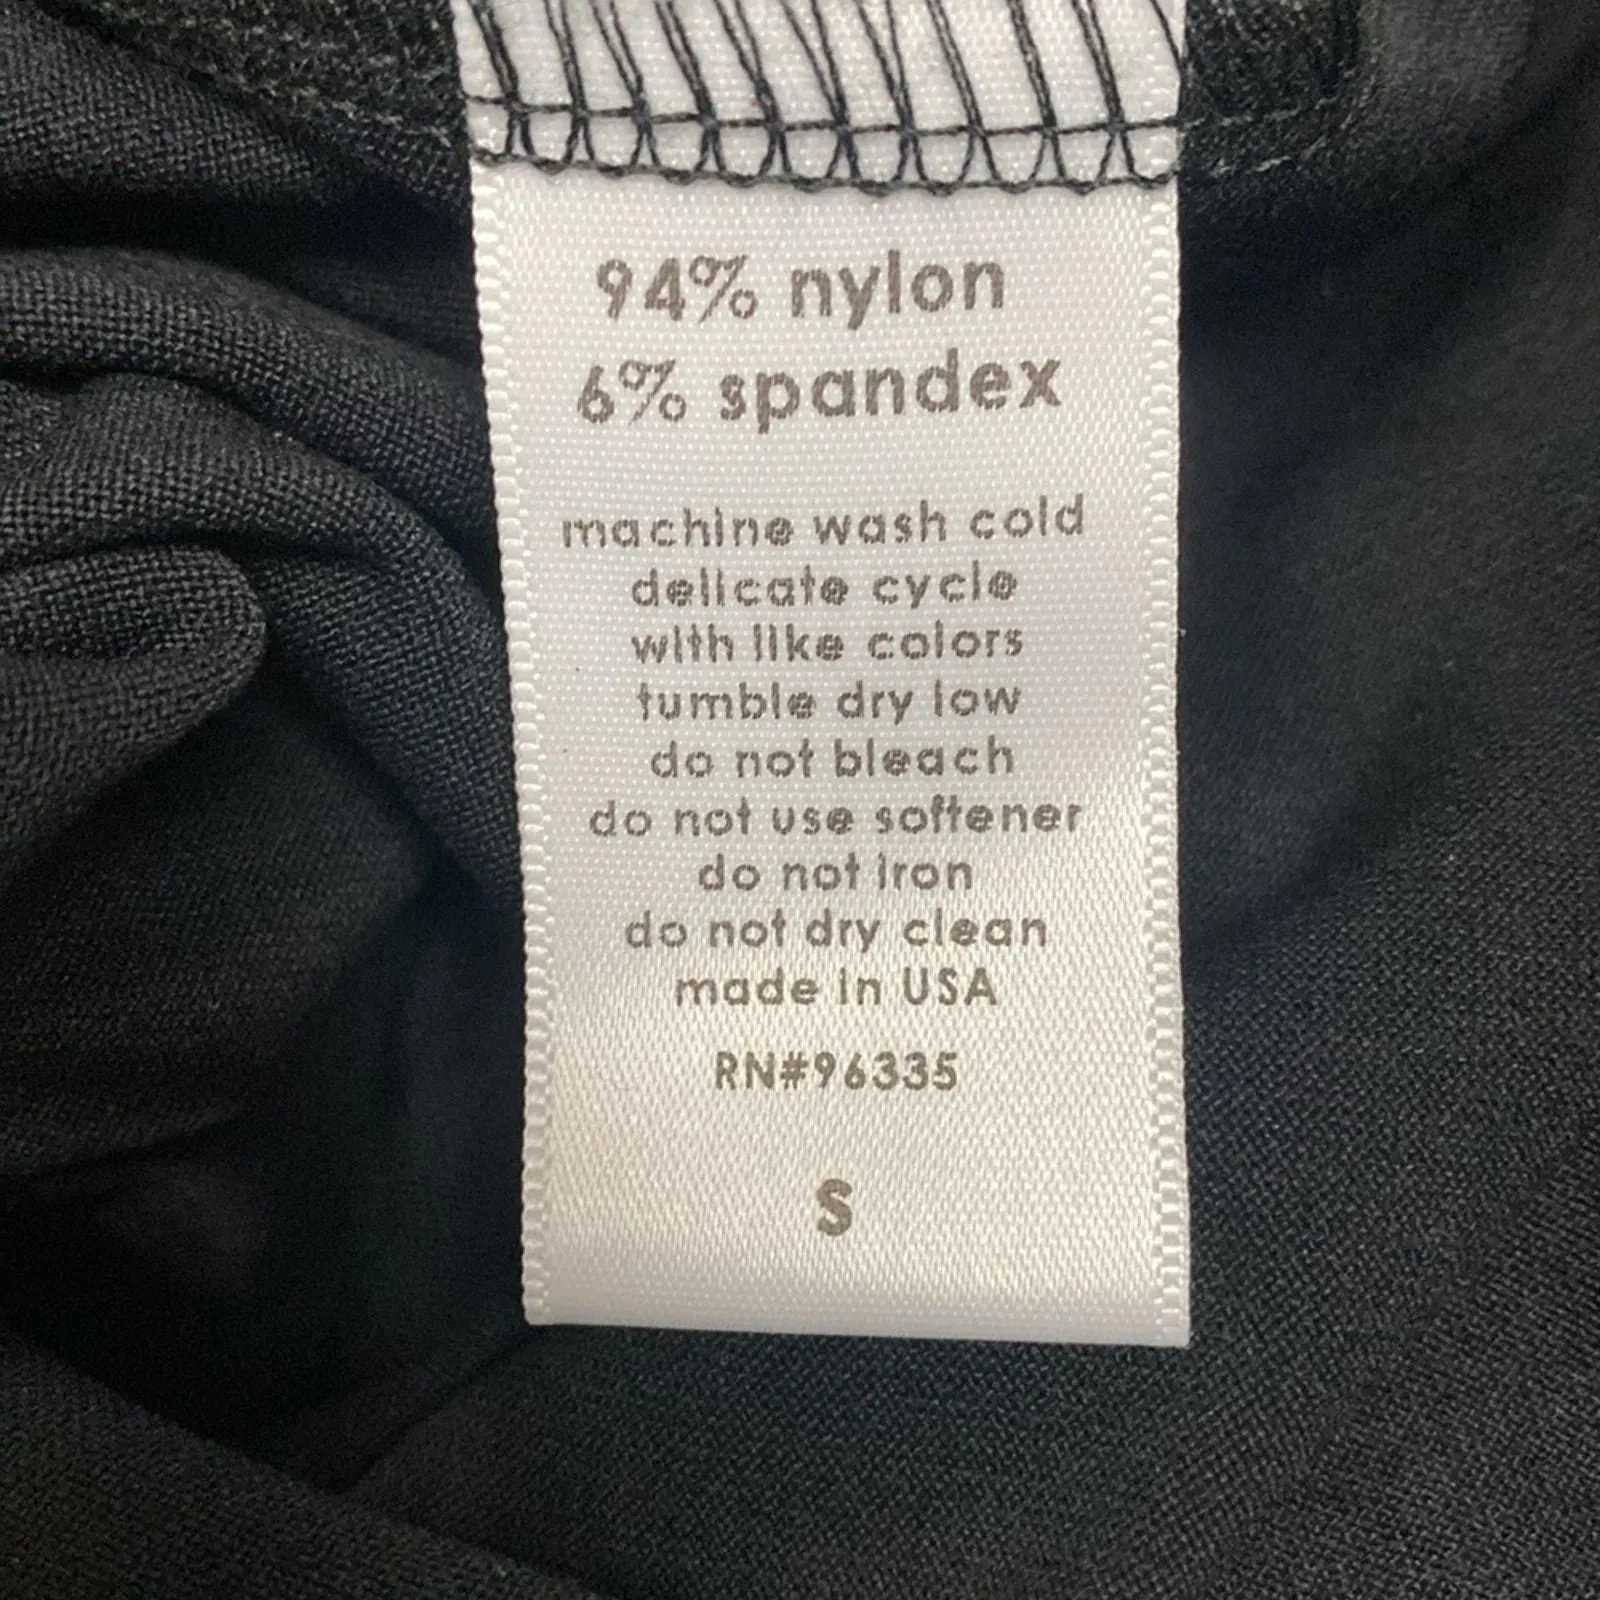 94% nylon
6% spandex
machine wash cold
delicate cycle
with like colors
tumble dry low
do not bleach
do not use softener
do not iron
do not dry clean
made in USA
RN#96335
S